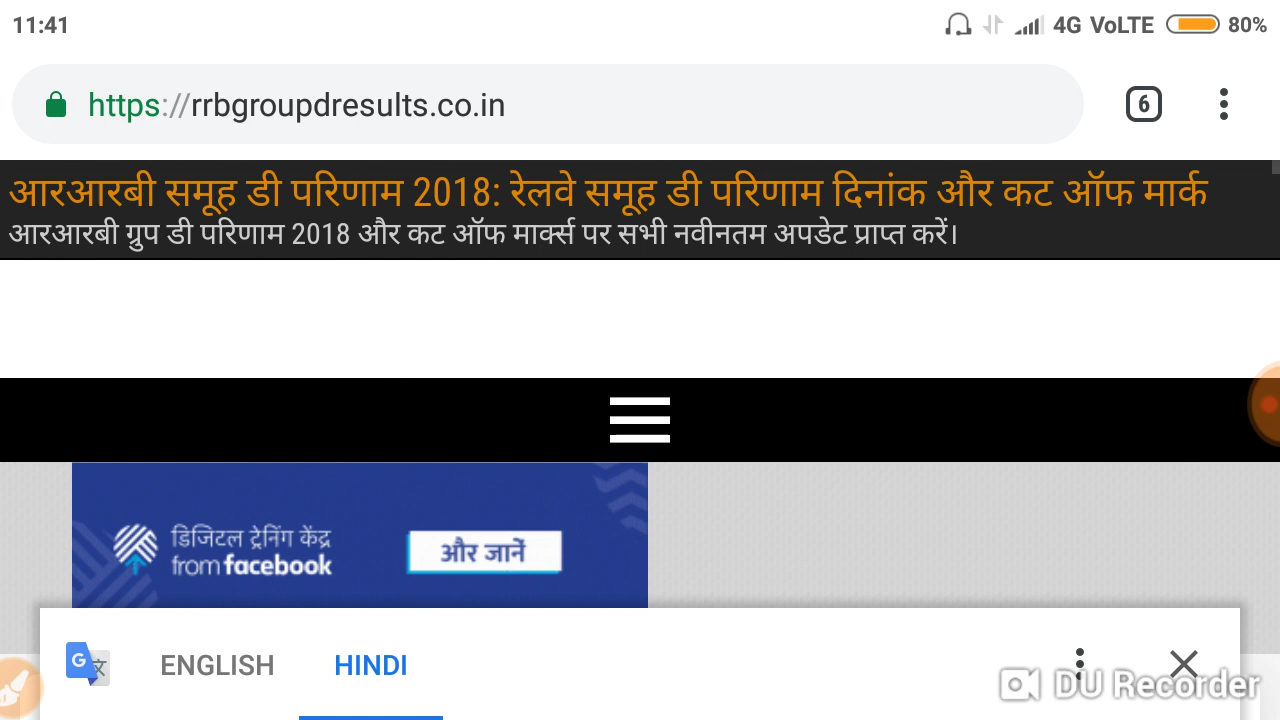 11:41 4G VoLTE 80%
https://rrbgroupdresults.co.in 6
आरआरबी समूह डी परिणाम 2018: रेलवे समूह डी परिणाम दिनांक और कट ऑफ मार्क
आरआरबी ग्रुप डी परिणाम 2018 और कट ऑफ मार्क्स पर सभी नवीनतम अपडेट प्राप्त करें।
डिजिटल ट्रेनिंग केंद्र
from facebook
और जानें
G 文 ENGLISH HINDI
DU Recorder